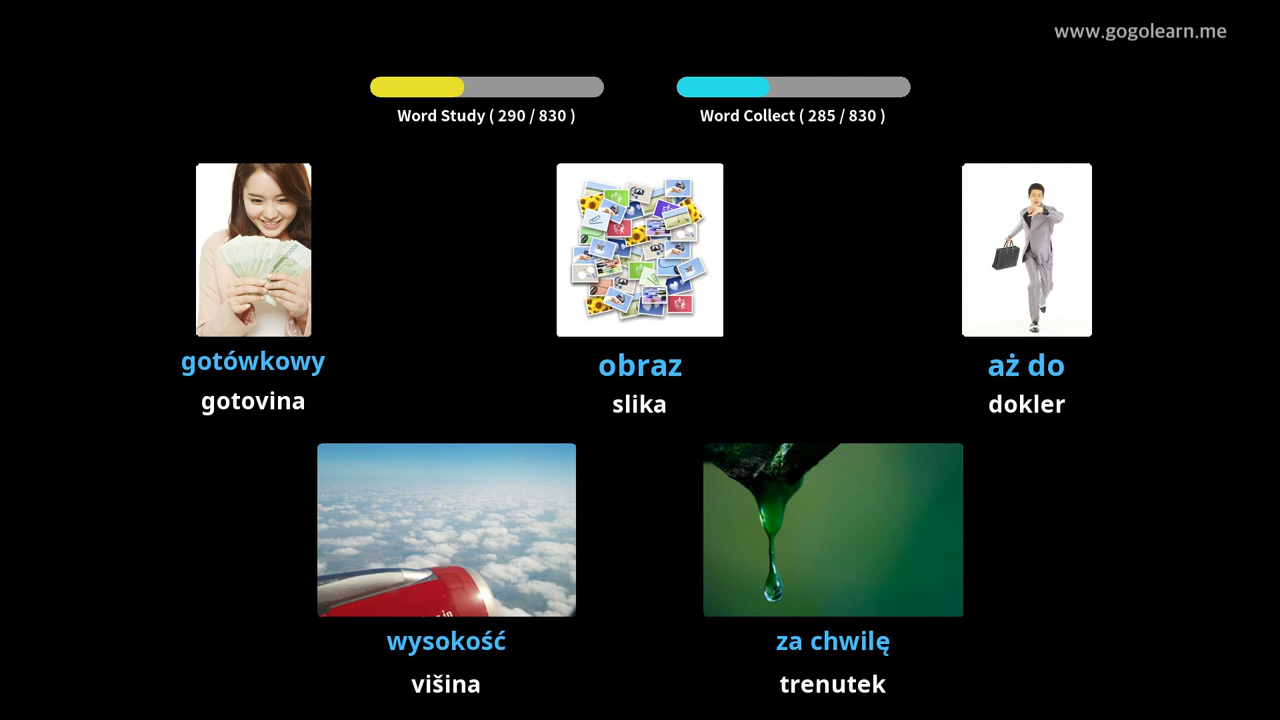 www.gogolearn.me
Word Study ( 290 / 830 )
Word Collect ( 285 / 830 )
gotówkowy
gotovina
obraz
slika
aż do
dokler
wysokość
višina
za chwilę
trenutek